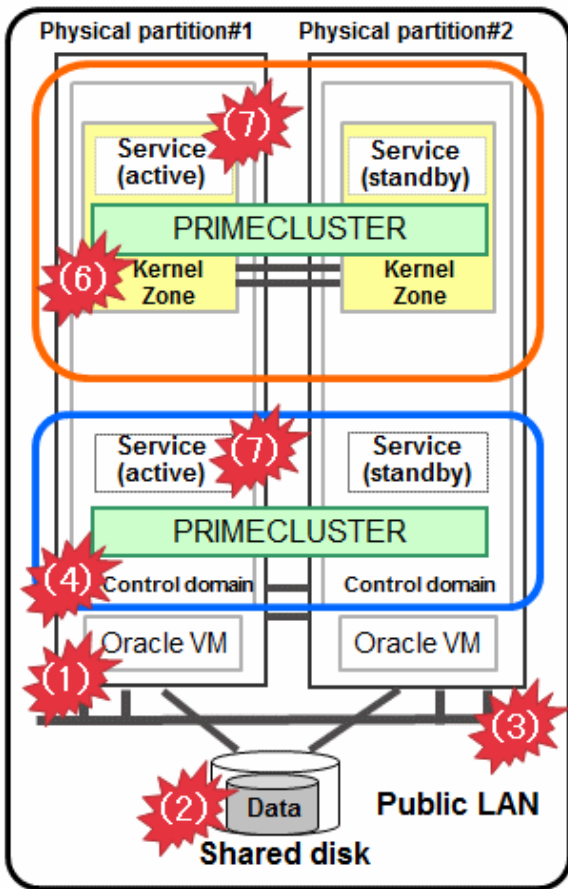 Physical partition#1 Physical partition#2
(7)
Service
(active)
Service
(standby)
PRIMECLUSTER
(6)
Kernel
Zone
Kernel
Zone
Service
(active)
(7)
Service
(standby)
PRIMECLUSTER
(4)
Control domain
Control domain
Oracle VM
Oracle VM
(1)
(3)
(2)
Data
Public LAN
Shared disk